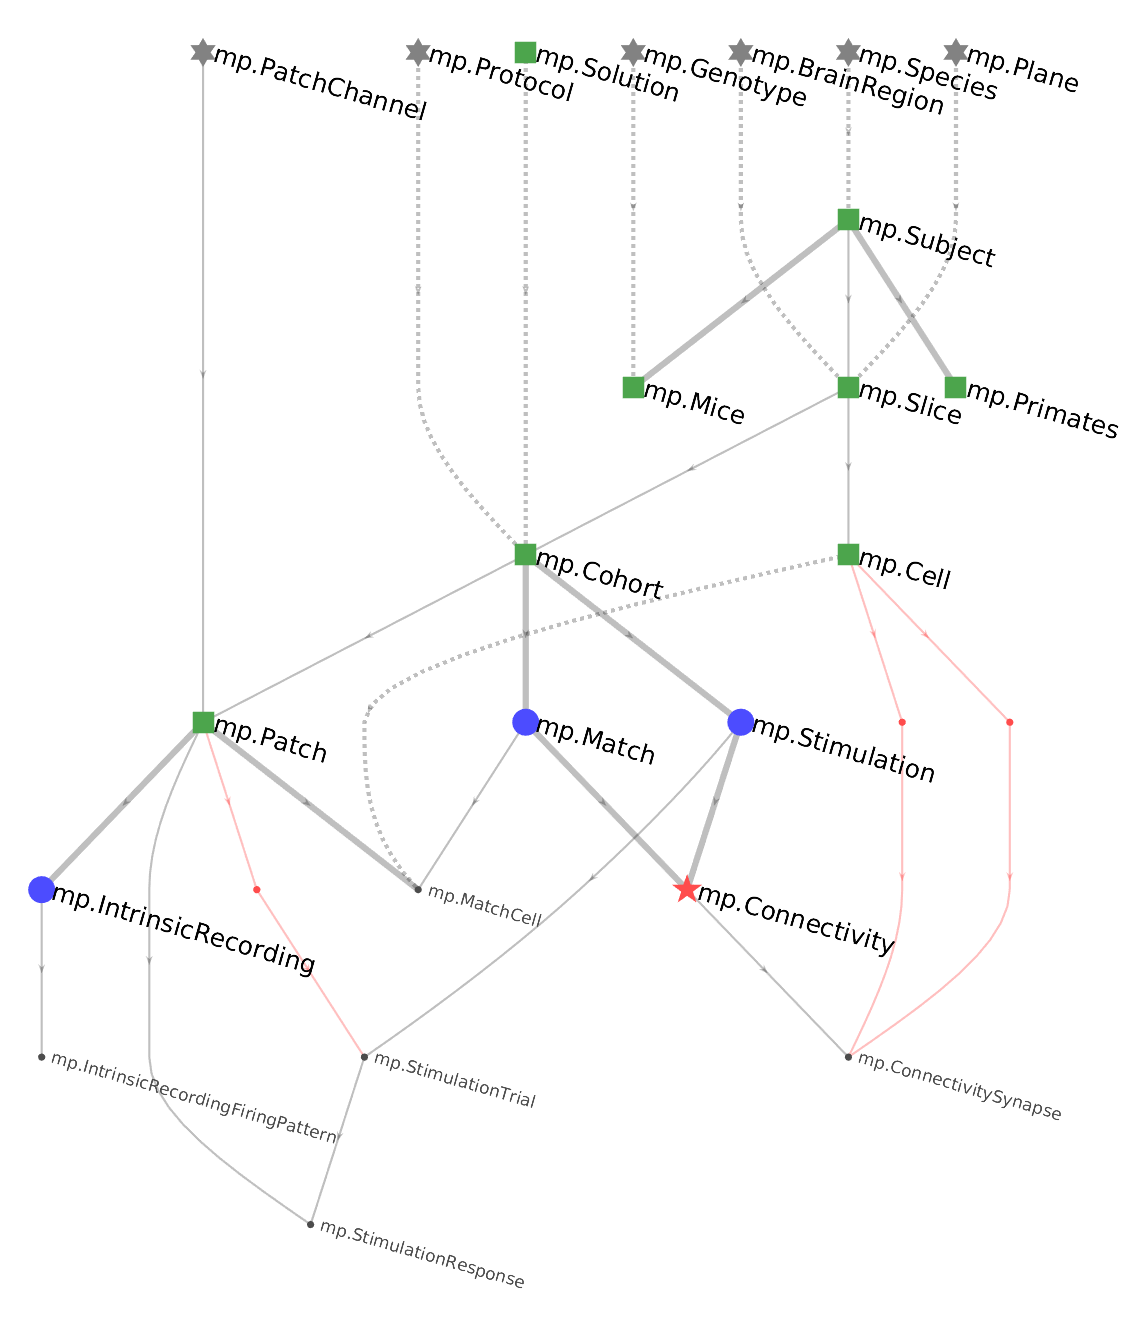 mp.PatchChannel
mp.Protocol
mp.Solution
mp.Genotype
mp.BrainRegion
mp.Species
mp.Plane
mp.Subject
mp.Mice
mp.Slice
mp.Primates
mp.Cohort
mp.Cell
mp.Patch
mp.Match
mp.Stimulation
mp.IntrinsicRecording
mp.MatchCell
mp.Connectivity
mp.IntrinsicRecordingFiringPattern
mp.StimulationTrial
mp.ConnectivitySynapse
mp.StimulationResponse